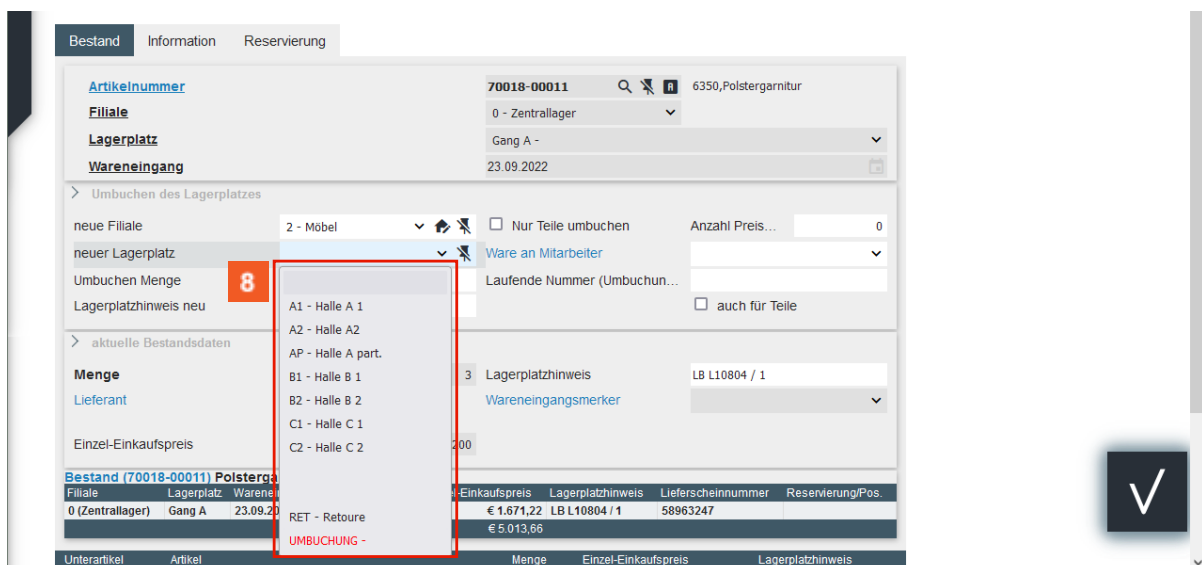 Bestand Information Reservierung
Artikelnummer 70018-00011 A 6350,Polstergarnitur
Filiale 0 - Zentrallager
Lagerplatz Gang A -
Wareneingang 23.09.2022
Umbuchen des Lagerplatzes
neue Filiale 2 - Möbel Nur Teile umbuchen Anzahl Preis... 0
neuer Lagerplatz Ware an Mitarbeiter
Umbuchen Menge 8 Laufende Nummer (Umbuchun...
Lagerplatzhinweis neu A1 - Halle A 1 auch für Teile
A2 - Halle A2
aktuelle Bestandsdaten
AP - Halle A part.
Menge B1 - Halle B 1 3 Lagerplatzhinweis LB L10804 / 1
Lieferant B2 - Halle B 2 Wareneingangsmerker
C1 - Halle C 1
Einzel-Einkaufspreis C2 - Halle C 2 200
Bestand (70018-00011) Polsterga
Filiale Lagerplatz Warenei l-Einkaufspreis Lagerplatzhinweis Lieferscheinnummer Reservierung/Pos.
0 (Zentrallager) Gang A 23.09.20 € 1.671,22 LB L10804 / 1 58963247
RET - Retoure
€ 5.013,66
UMBUCHUNG -
Unterartikel Artikel Menge Einzel-Einkaufspreis Lagerplatzhinweis